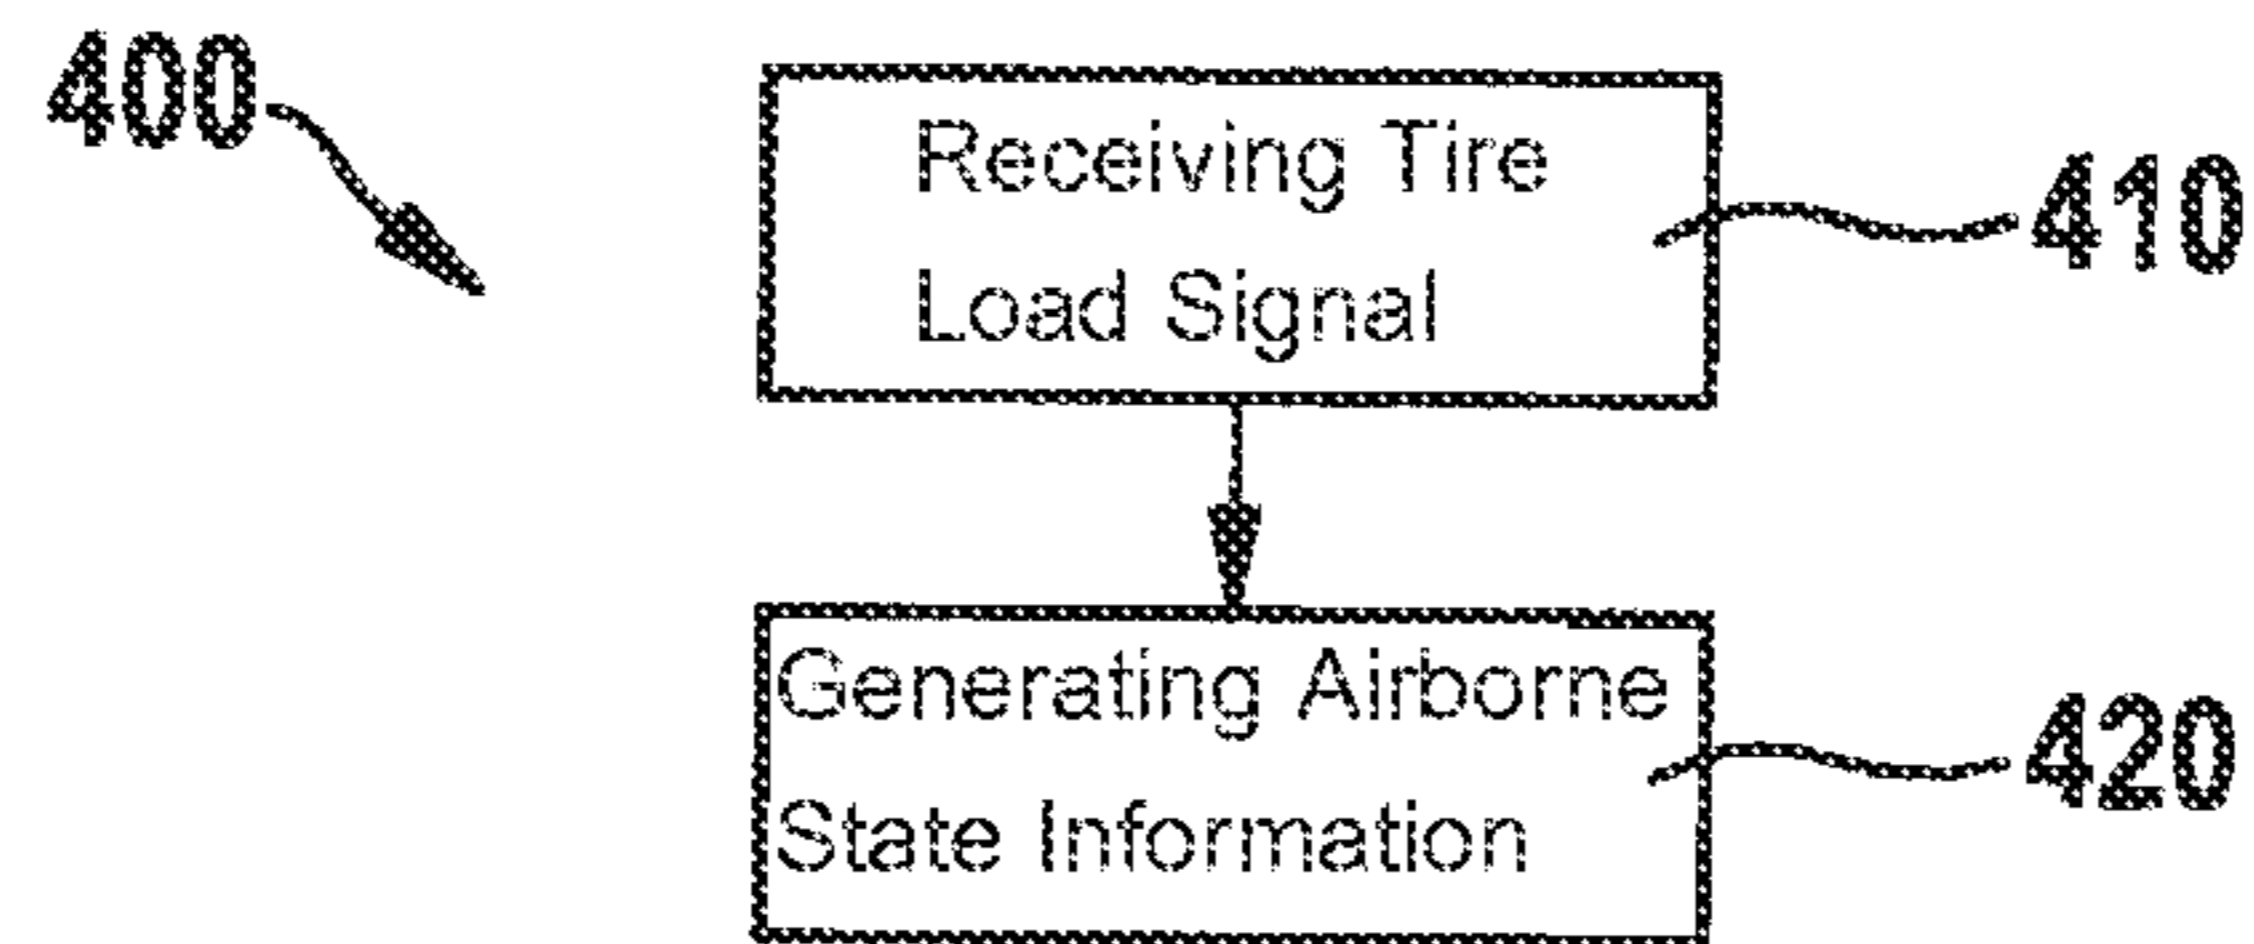 400
Receiving Tire
Load Signal
410
Generating Airborne
State Information
420